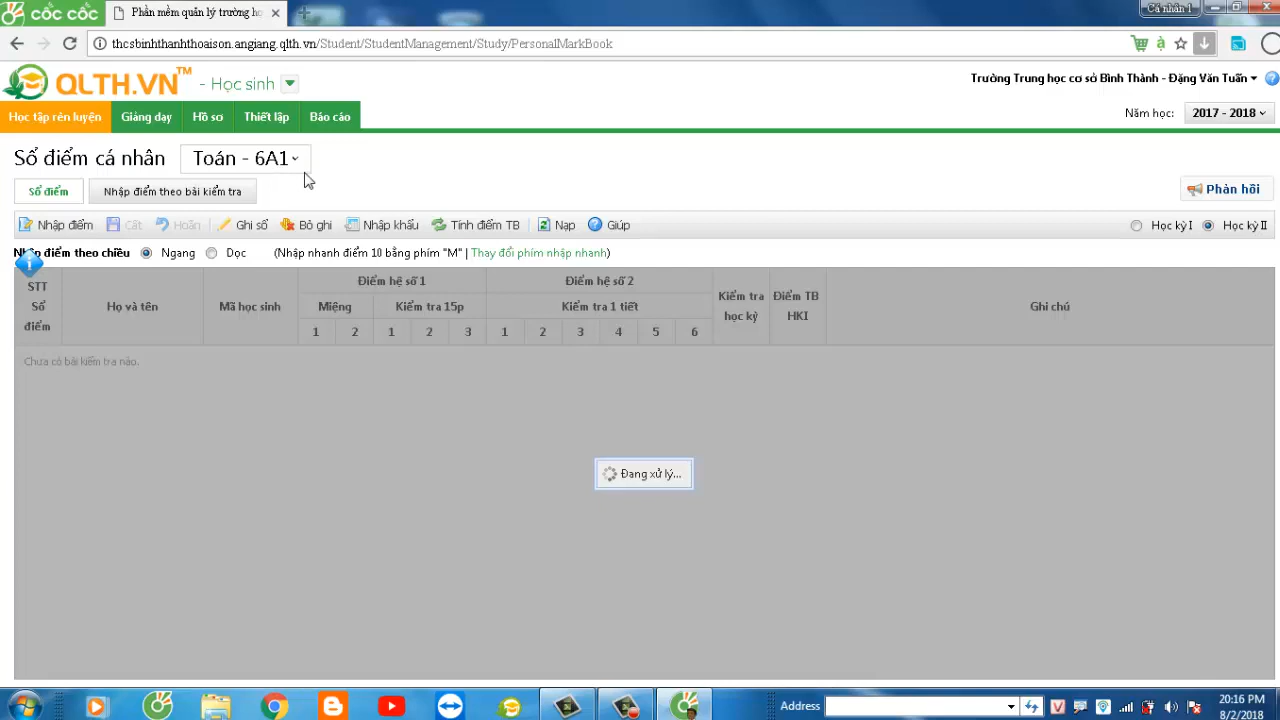 cốc cốc
Phần mềm quản lý trường họ
Cá nhân 1
thcsbinhthanhthoaison.angiang.qlth.vn/Student/StudentManagement/Study/PersonalMarkBook
QLTH.VN™ - Học sinh
Trường Trung học cơ sở Bình Thành - Đặng Văn Tuấn
Học tập rèn luyện Giảng dạy Hồ sơ Thiết lập Báo cáo
Năm học: 2017 - 2018
Sổ điểm cá nhân Toán - 6A1
Sổ điểm Nhập điểm theo bài kiểm tra
Phản hồi
Nhập điểm Cất Hoãn Ghi sổ Bỏ ghi Nhập khẩu Tính điểm TB Nạp Giúp Học kỳ I Học kỳ II
điểm theo chiều Ngang Dọc (Nhập nhanh điểm 10 bằng phím "M" | Thay đổi phím nhập nhanh)
STT Sổ điểm
Họ và tên
Mã học sinh
Điểm hệ số 1
Điểm hệ số 2
Miệng Kiểm tra 15p Kiểm tra 1 tiết
Kiểm tra học kỳ
Điểm TB HKI
Ghi chú
1 2 1 2 3 1 2 3 4 5 6
Chưa có bài kiểm tra nào.
Đang xử lý...
Address
20:16 PM
8/2/2018